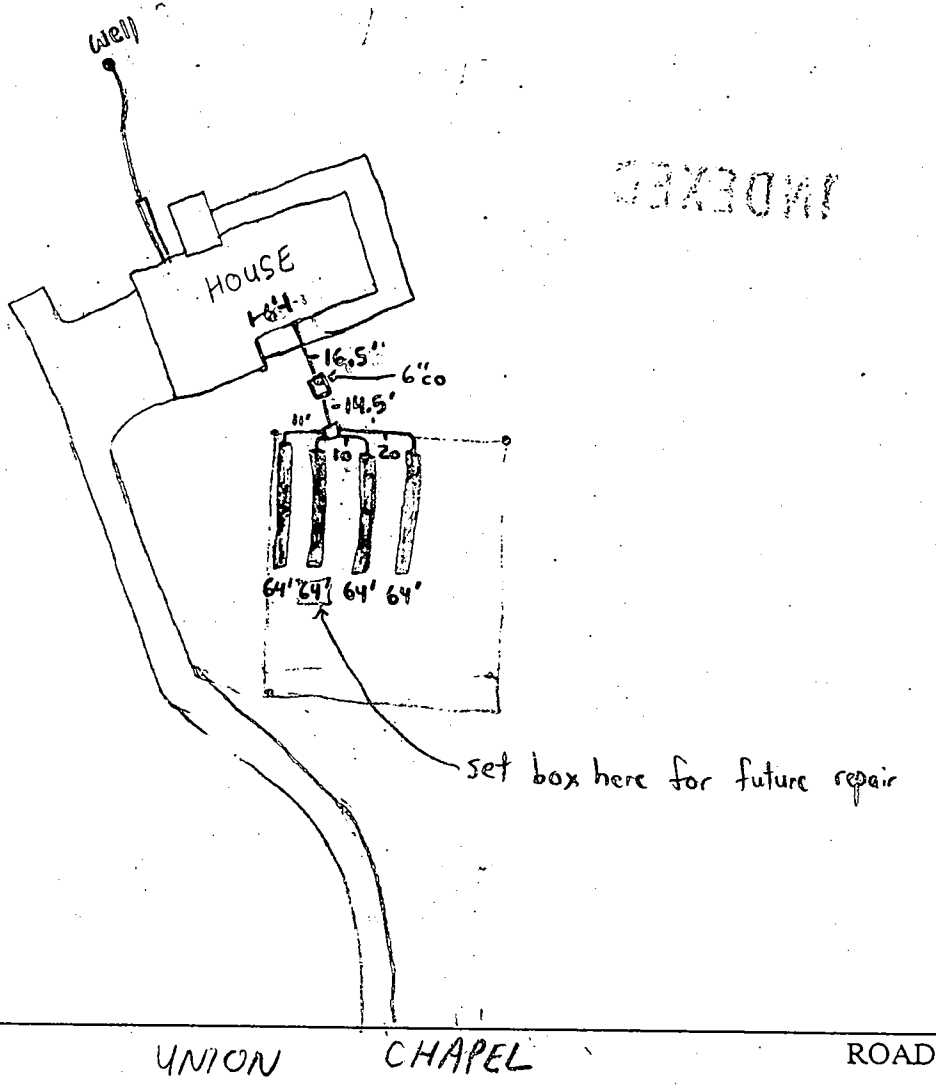 well
INDEXED
HOUSE
16.5'
6"co
14.5'
11'
10
20
64' 64' 64' 64'
set box here for future repair
UNION CHAPEL ROAD